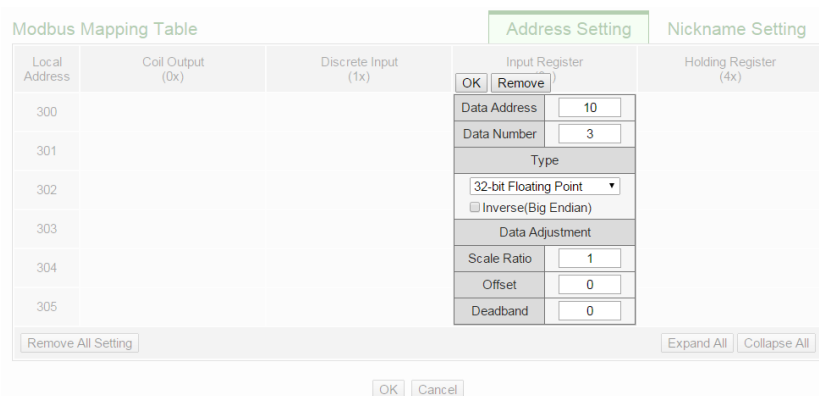 Modbus Mapping Table
Address Setting
Nickname Setting
Local Address
Coil Output (0x)
Discrete Input (1x)
Input Register
)
Holding Register (4x)
OK Remove
300
301
302
303
304
305
Data Address 10
Data Number 3
Type
32-bit Floating Point
Inverse(Big Endian)
Data Adjustment
Scale Ratio 1
Offset 0
Deadband 0
Remove All Setting
Expand All Collapse All
OK Cancel